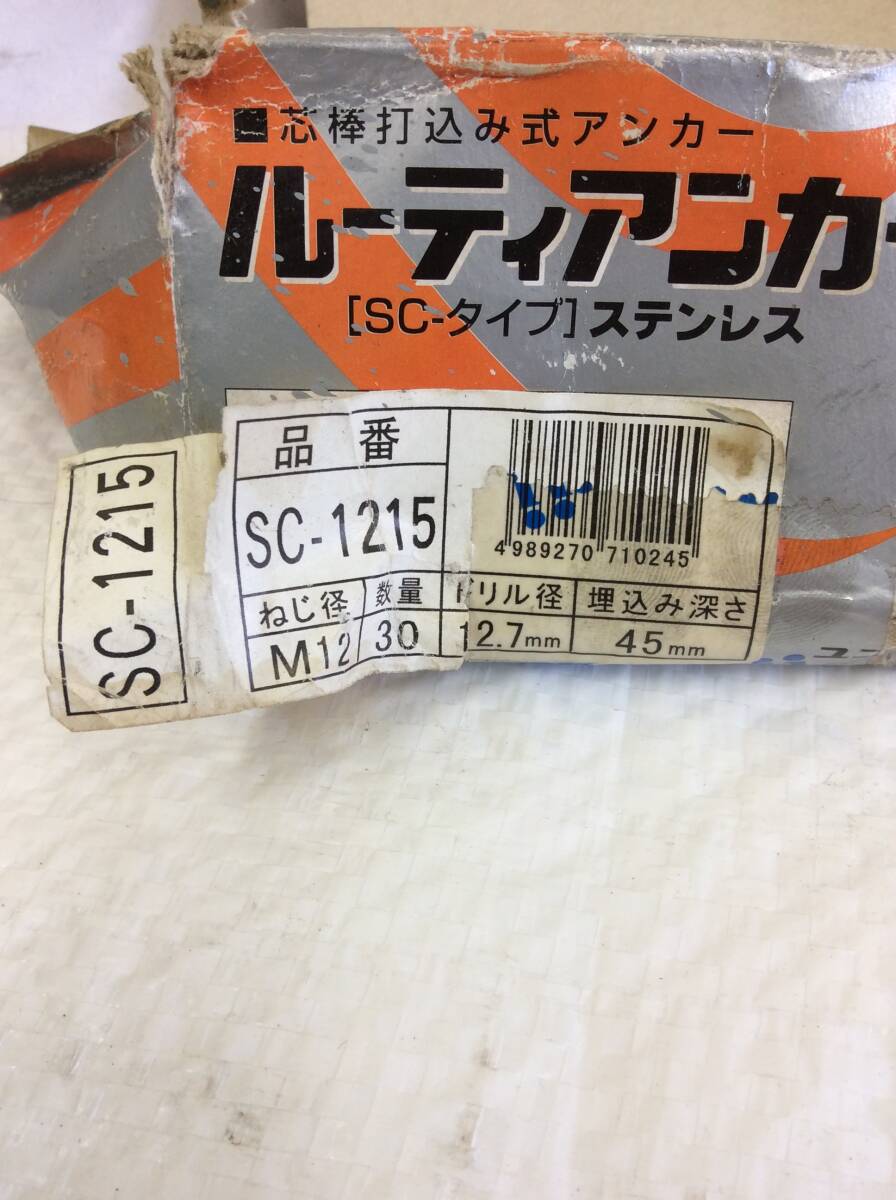 ■芯棒打込み式アンカー
ルーティアンカー
[SC-タイプ]ステンレス
品番
SC-1215
4989270710245
ねじ径 数量 ドリル径 埋込み深さ
M12 30 12.7mm 45mm
SC-1215